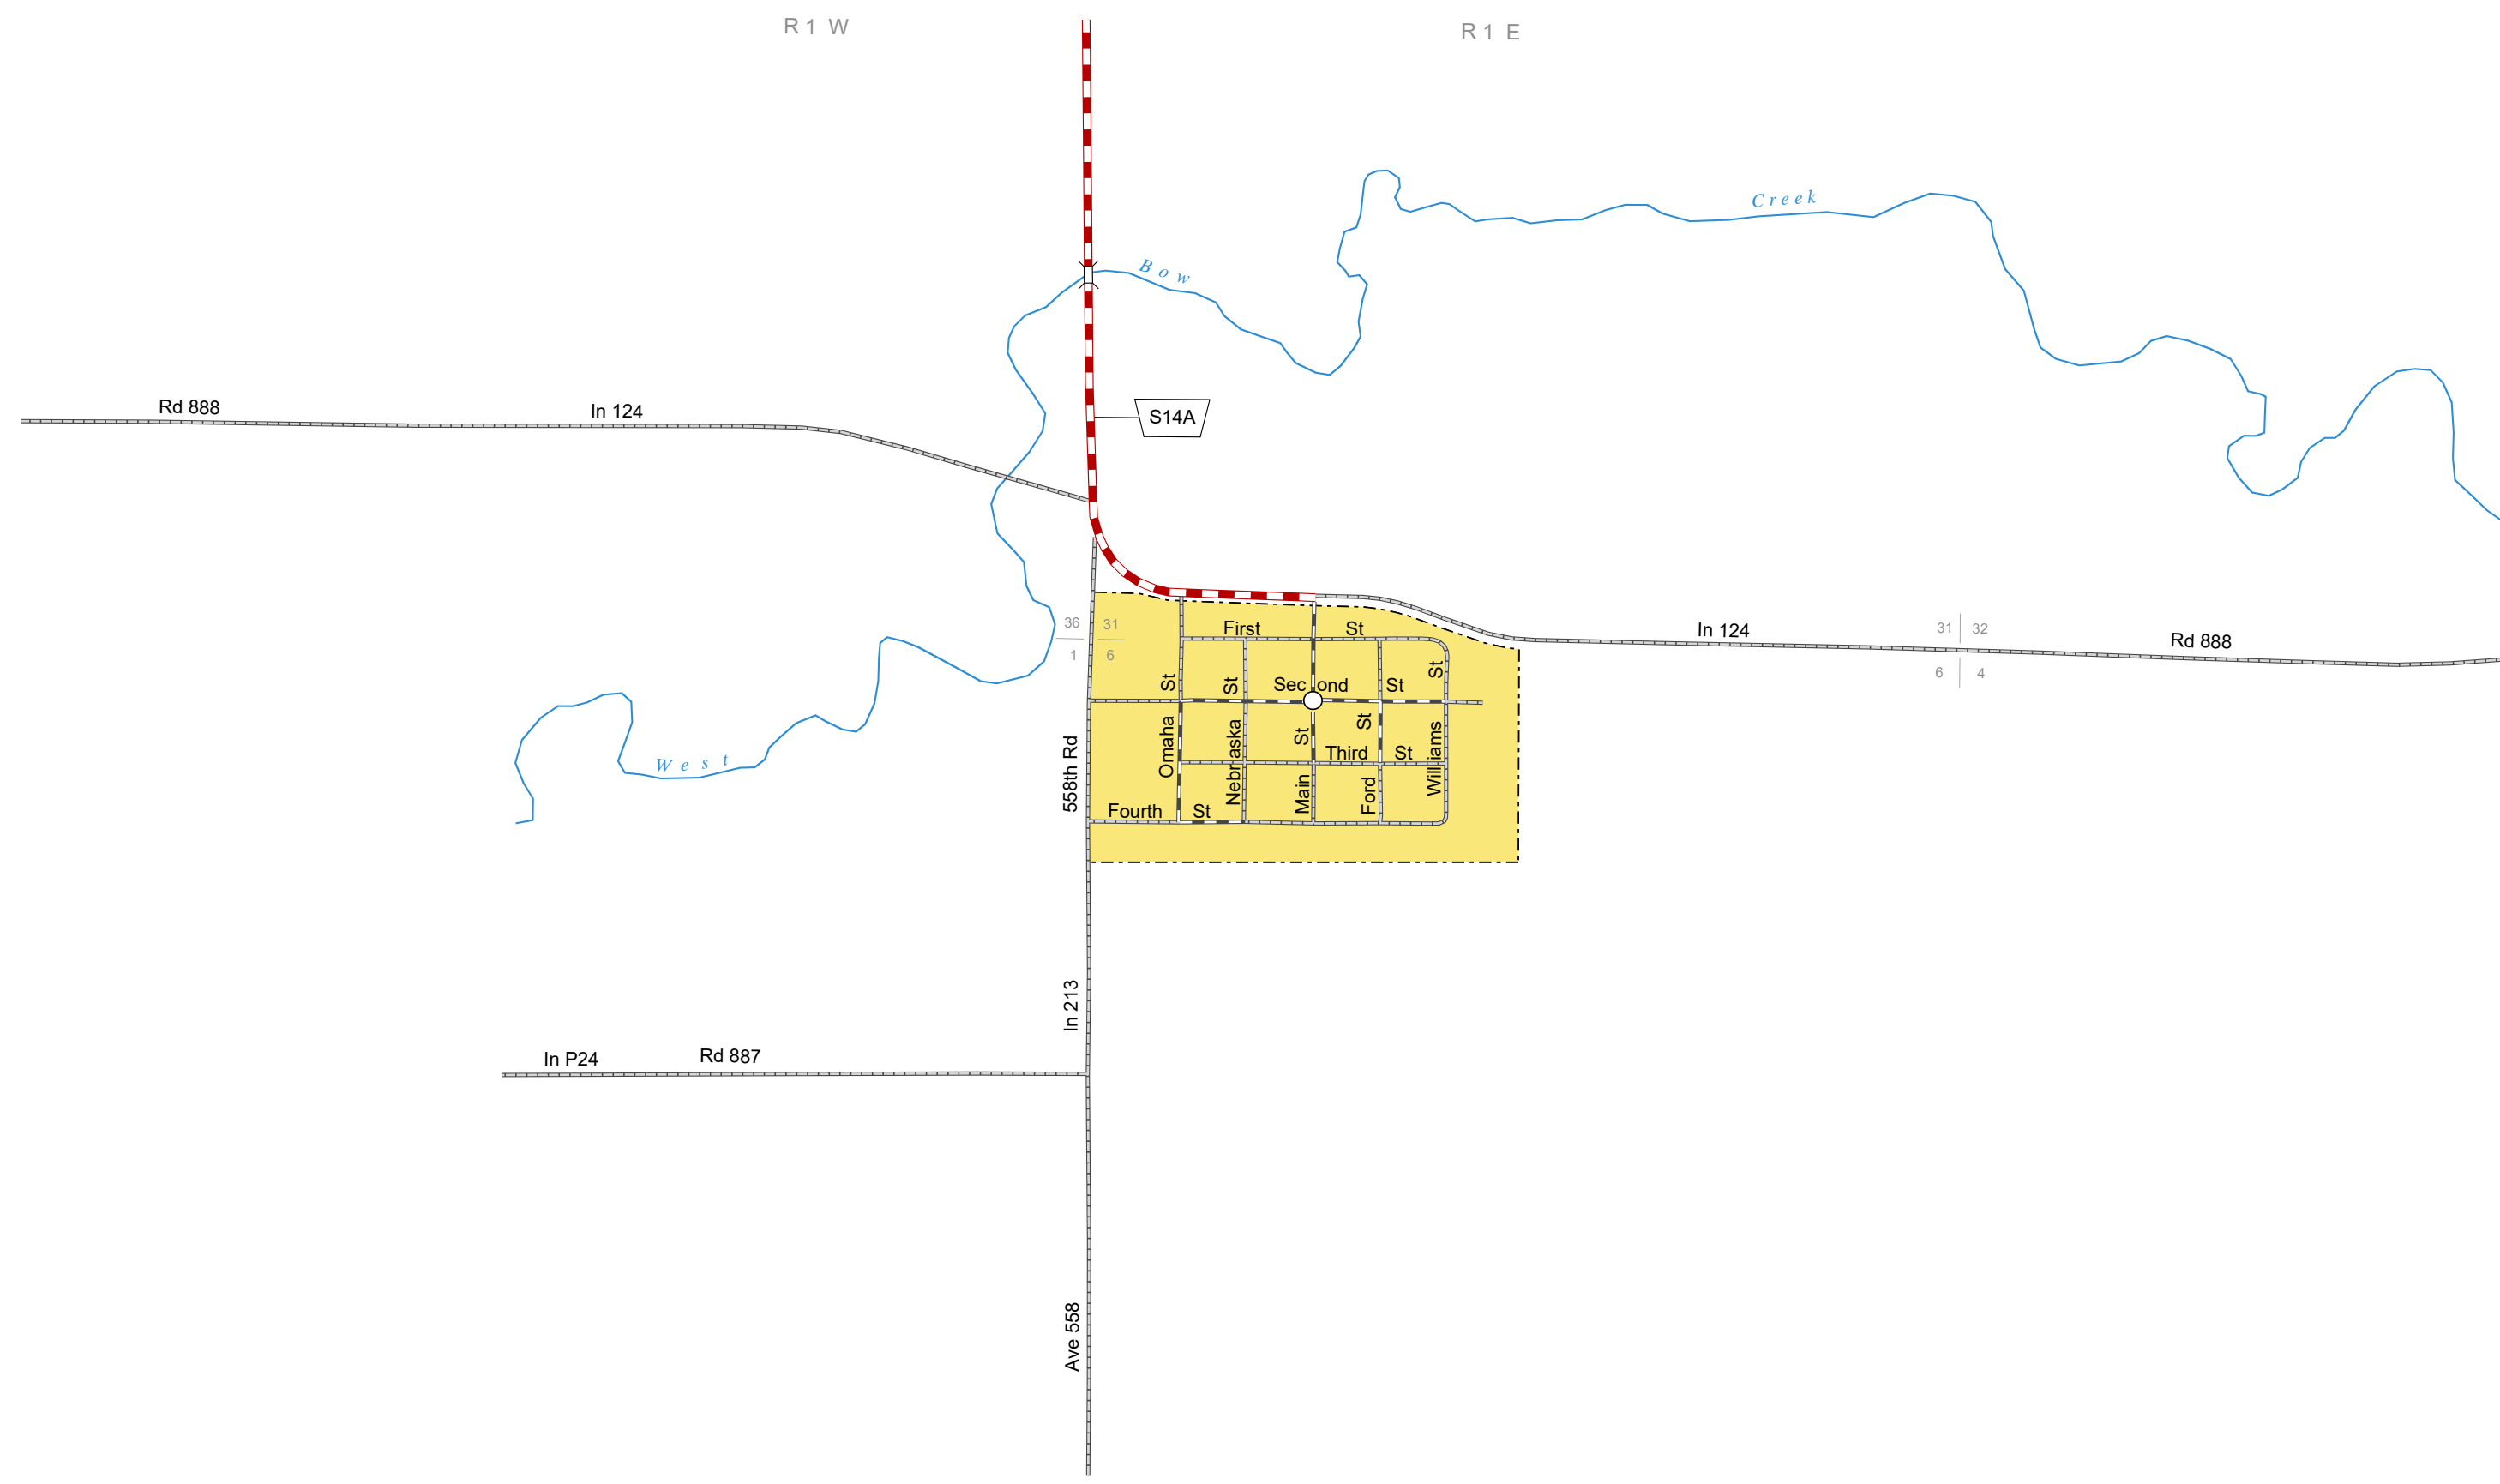 R 1 W
R 1 E
Creek
Bow
Rd 888
In 124
S14A
36
31
1
6
First St
In 124
31
32
Rd 888
6
4
St
St
Second St
St
Omaha
Nebraska
St
St
Williams
558th Rd
West
Third St
Main
Ford
Fourth St
In 213
In P24
Rd 887
Ave 558